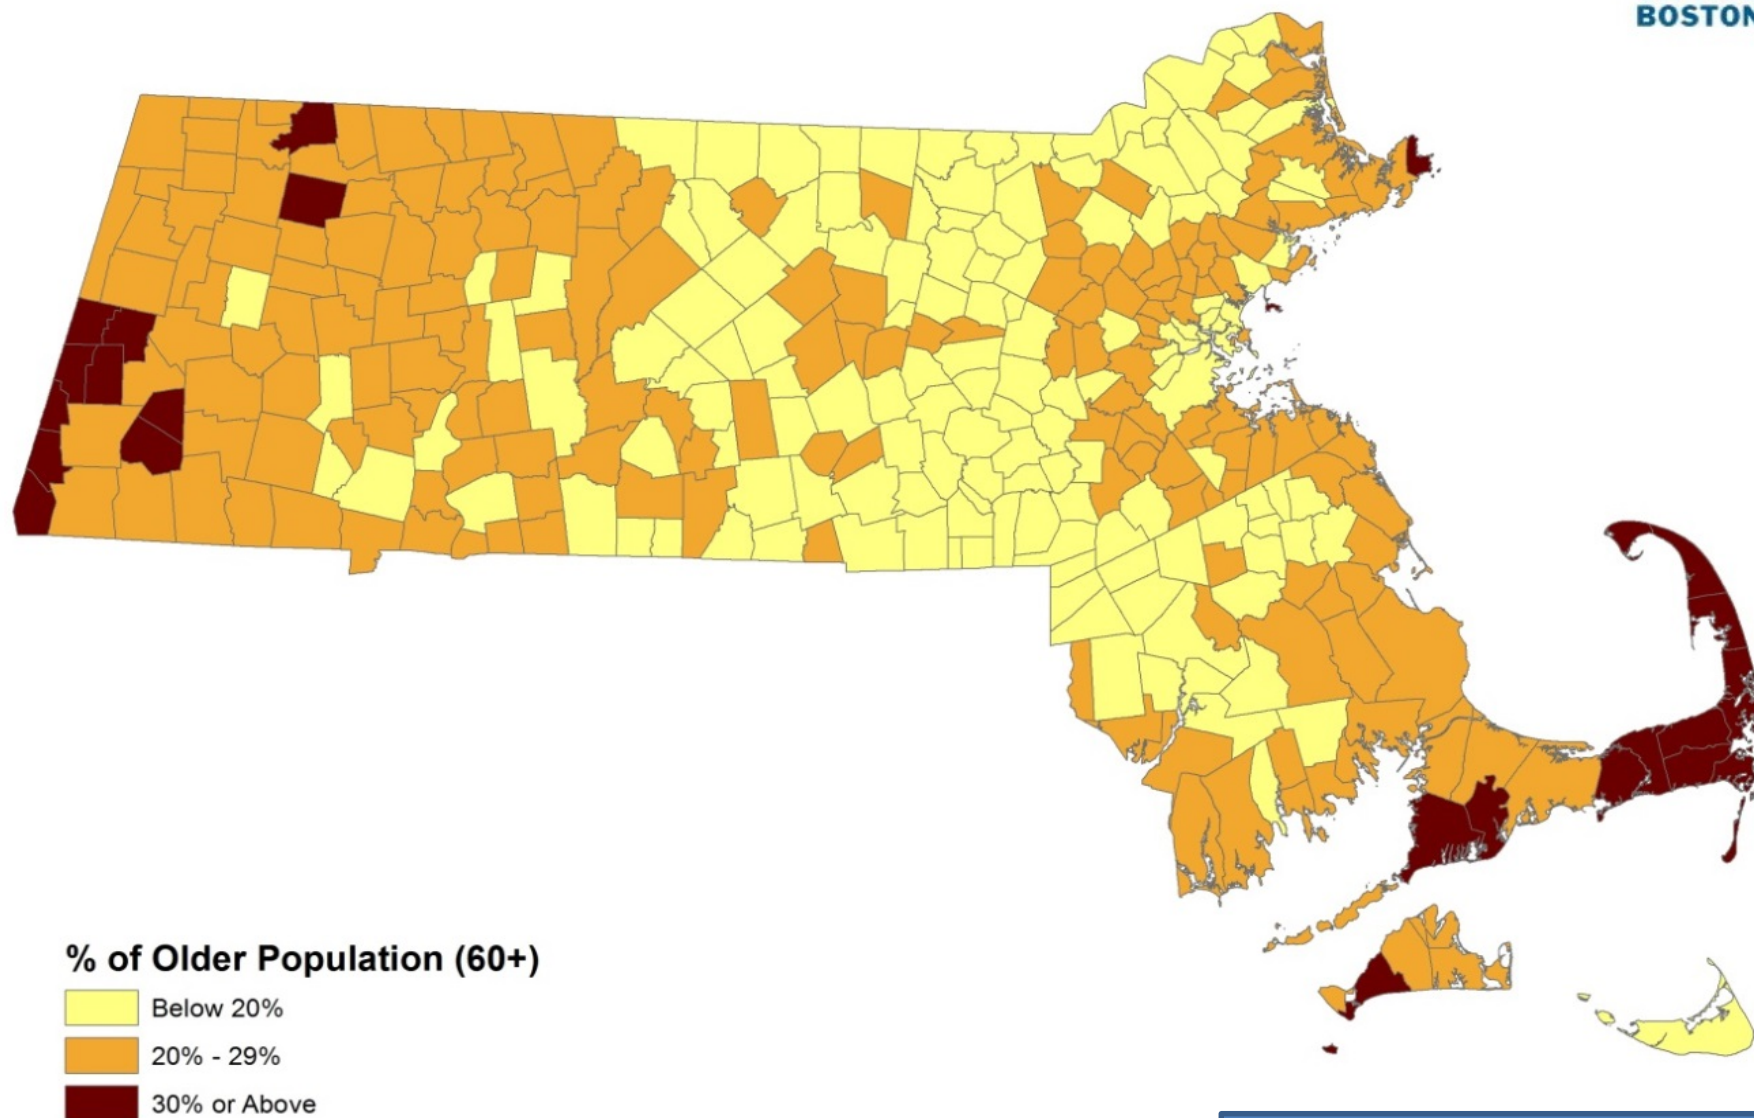 BOSTON
% of Older Population (60+)
Below 20%
20% - 29%
30% or Above